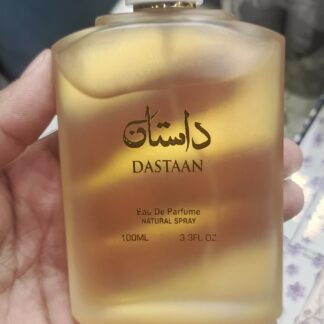 داستان
DASTAAN
Eau De Parfume
NATURAL SPRAY
100ML 3.3FL.OZ